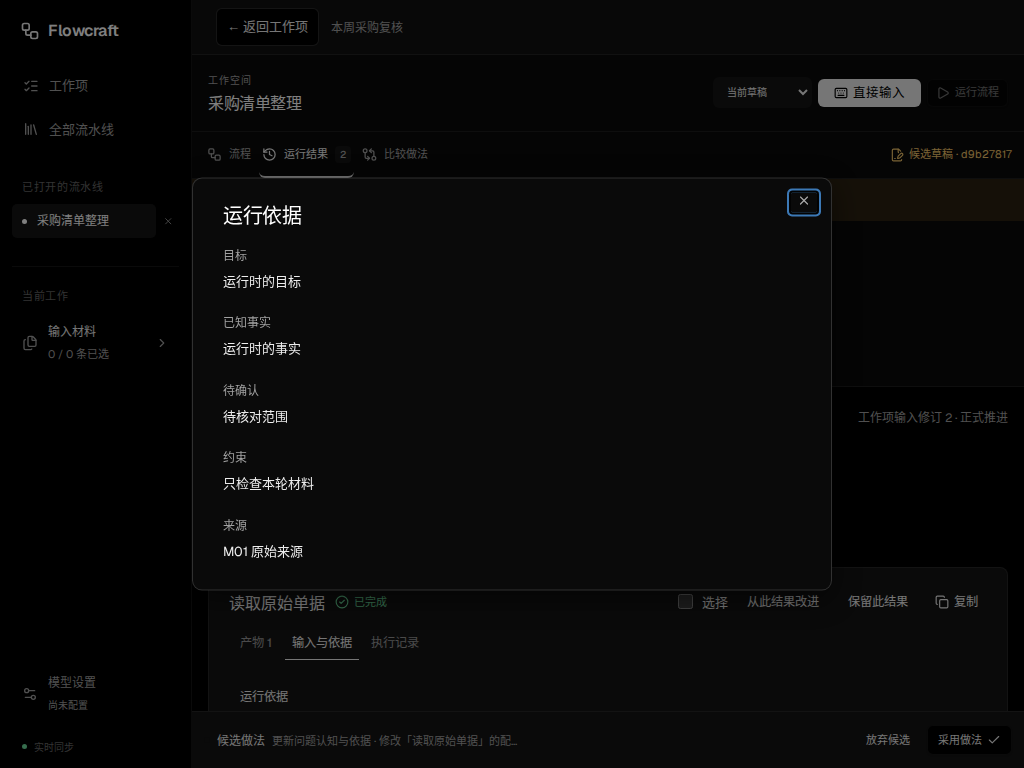 Flowcraft
← 返回工作项
本周采购复核
工作项
全部流水线
已打开的流水线
采购清单整理
×
当前工作
输入材料
0 / 0 条已选
模型设置
尚未配置
实时同步
工作空间
采购清单整理
当前草稿
直接输入
运行流程
流程
运行结果 2
比较做法
候选草稿 · d9b27817
运行依据
目标
运行时的目标
已知事实
运行时的事实
待确认
待核对范围
约束
只检查本轮材料
来源
M01 原始来源
工作项输入修订 2 · 正式推进
读取原始单据
已完成
选择
从此结果改进
保留此结果
复制
产物 1
输入与依据
执行记录
运行依据
候选做法
更新问题认知与依据 · 修改「读取原始单据」的配...
放弃候选
采用做法